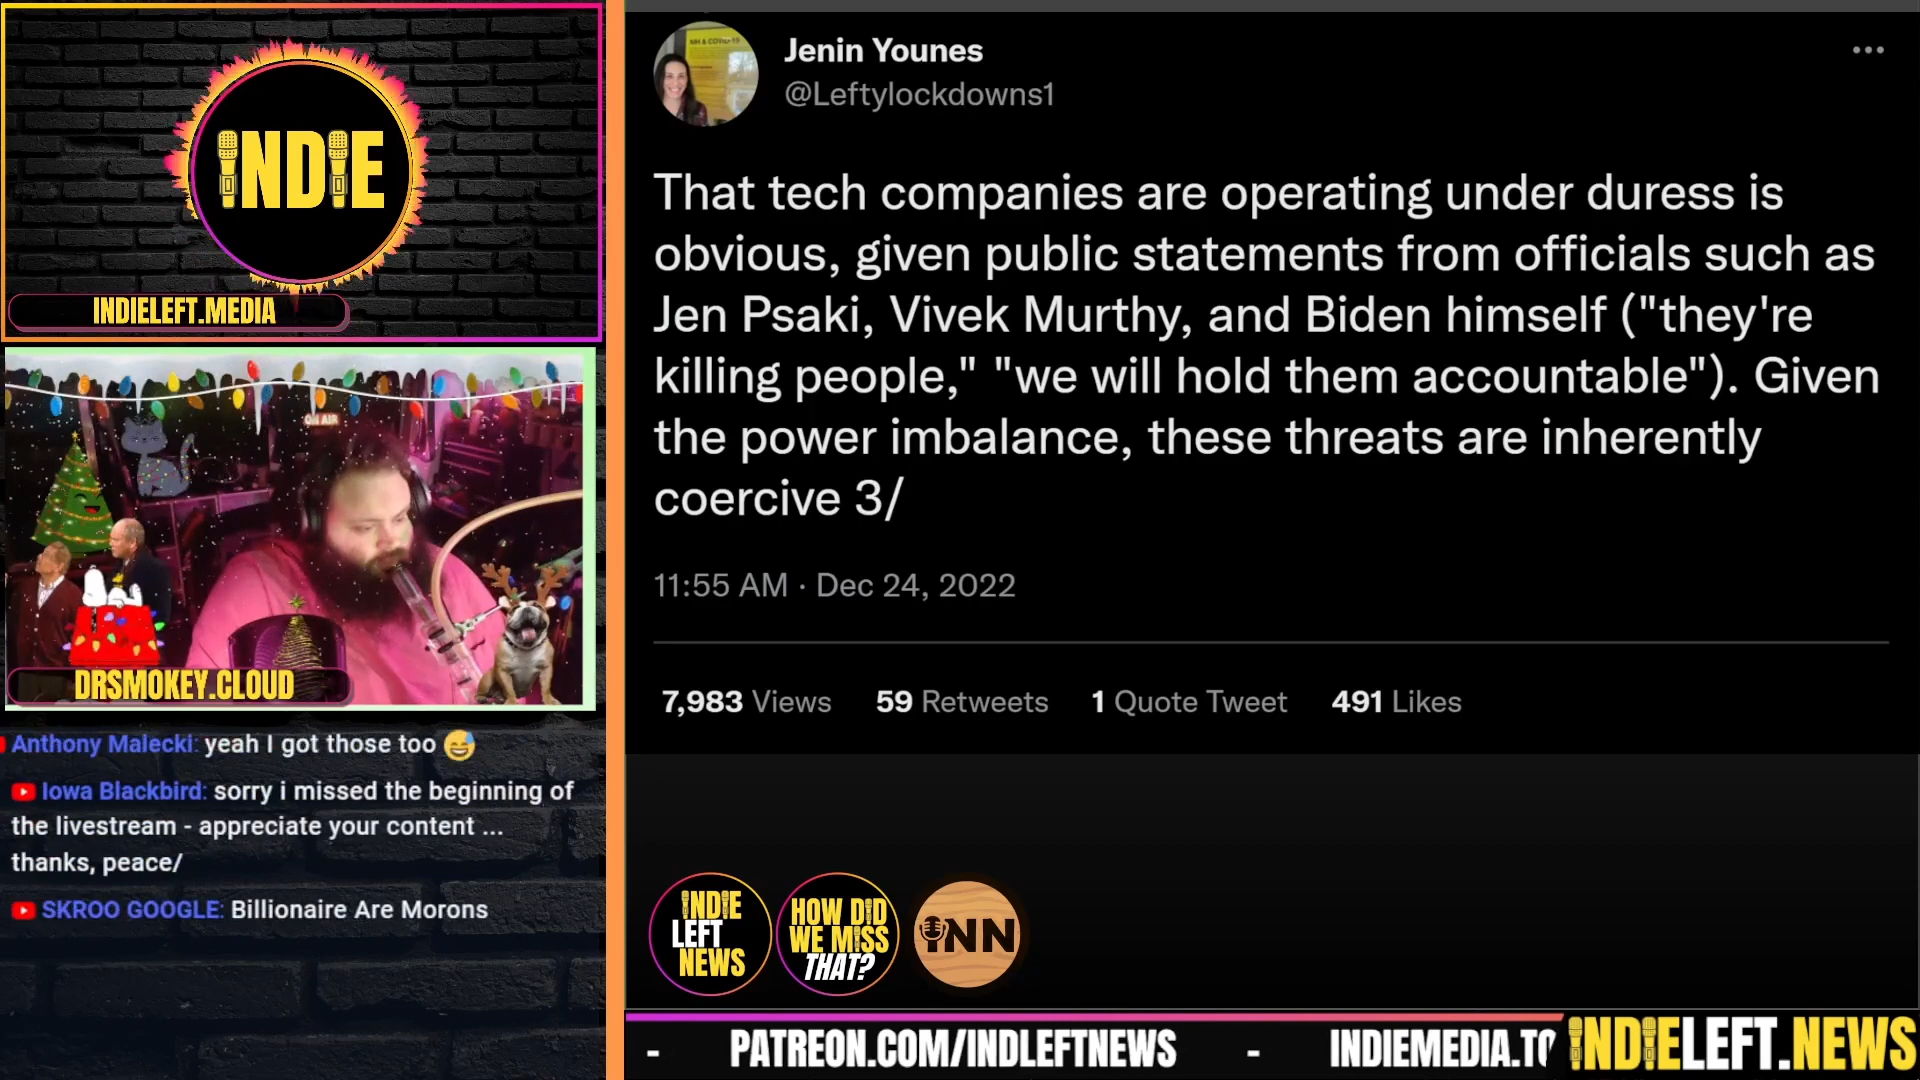 INDIE
INDIELEFT.MEDIA
ON AIR
DRSMOKEY.CLOUD
Anthony Malecki: yeah I got those too 😅
Iowa Blackbird: sorry i missed the beginning of
the livestream - appreciate your content ...
thanks, peace/
SKROO GOOGLE: Billionaire Are Morons
NH & COVID-19
Jenin Younes
@Leftylockdowns1
That tech companies are operating under duress is
obvious, given public statements from officials such as
Jen Psaki, Vivek Murthy, and Biden himself ("they're
killing people," "we will hold them accountable"). Given
the power imbalance, these threats are inherently
coercive 3/
11:55 AM · Dec 24, 2022
7,983 Views 59 Retweets 1 Quote Tweet 491 Likes
INDIE
LEFT
NEWS
HOW DID
WE MISS
THAT?
INN
- PATREON.COM/INDLEFTNEWS - INDIEMEDIA.TO
INDIELEFT.NEWS